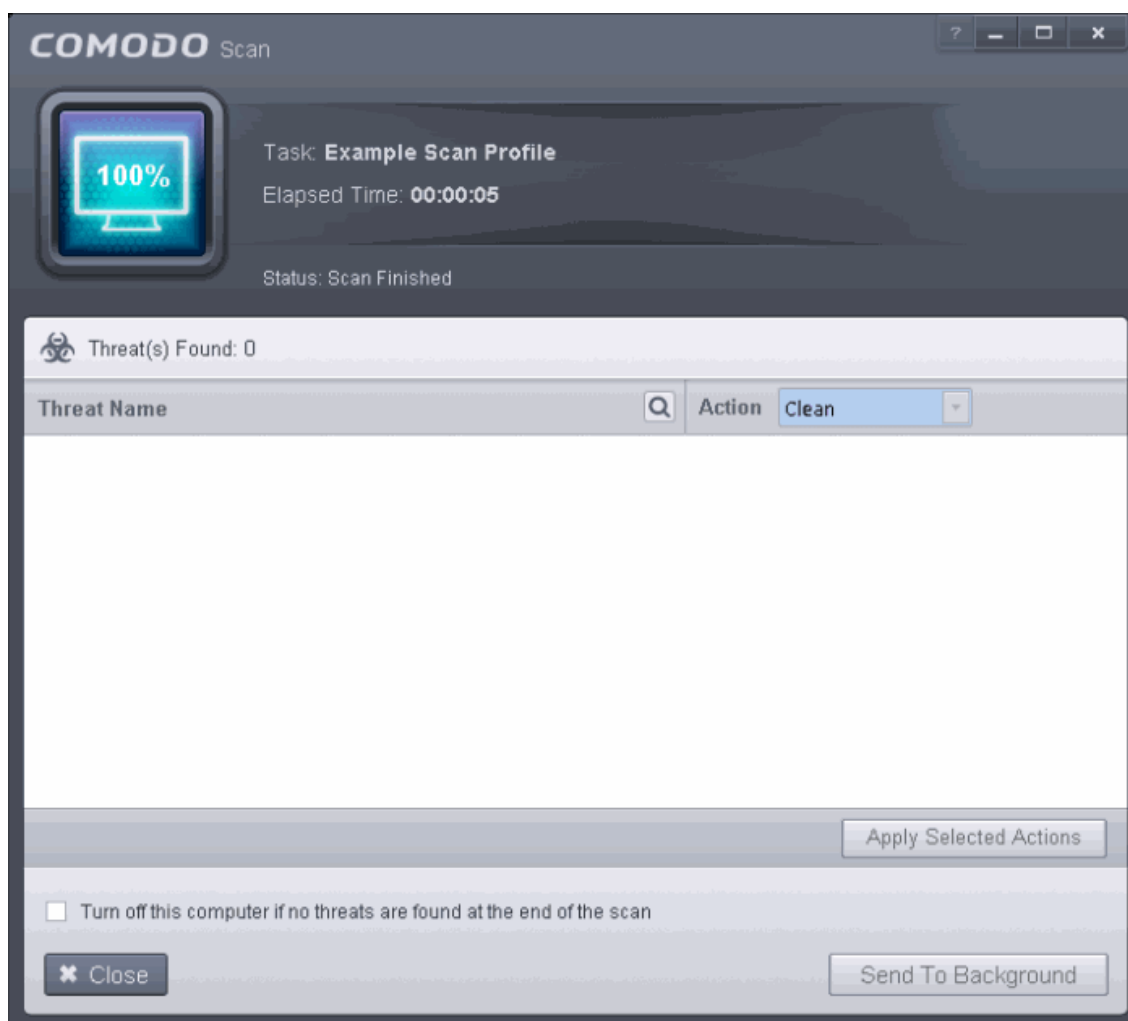 COMODO Scan
?
100%
Task: Example Scan Profile
Elapsed Time: 00:00:05
Status: Scan Finished
Threat(s) Found: 0
Threat Name Action Clean
Apply Selected Actions
Turn off this computer if no threats are found at the end of the scan
Close Send To Background